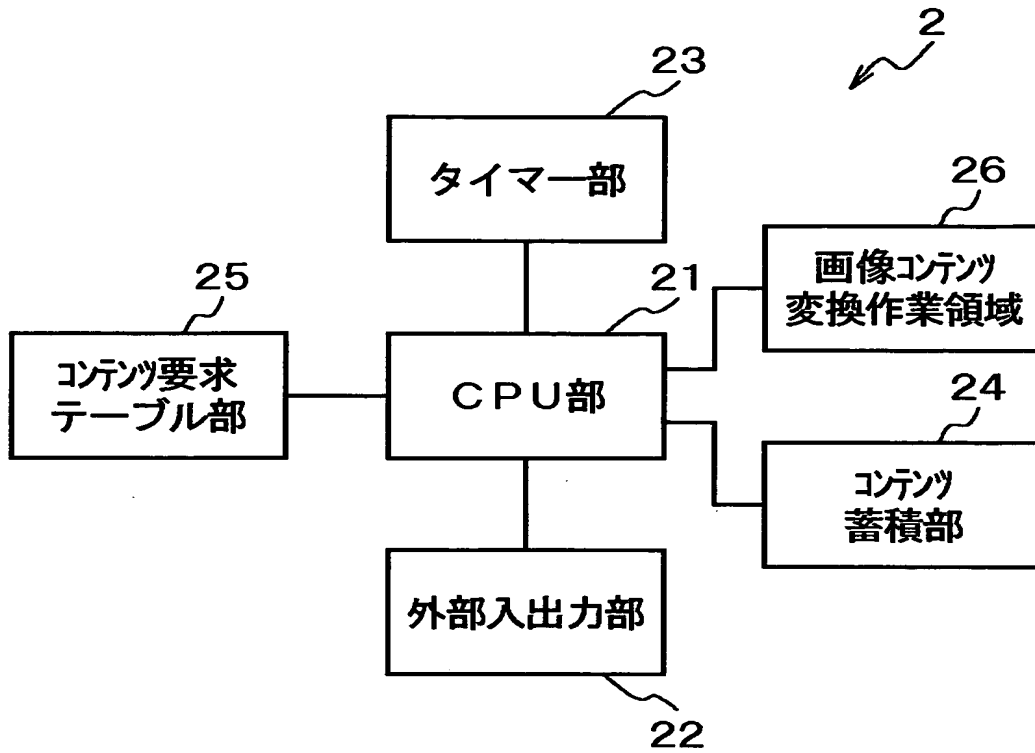 2
23
タイマー部
26
画像コンテンツ
変換作業領域
25
コンテンツ要求
テーブル部
21
CPU部
24
コンテンツ
蓄積部
外部入出力部
22